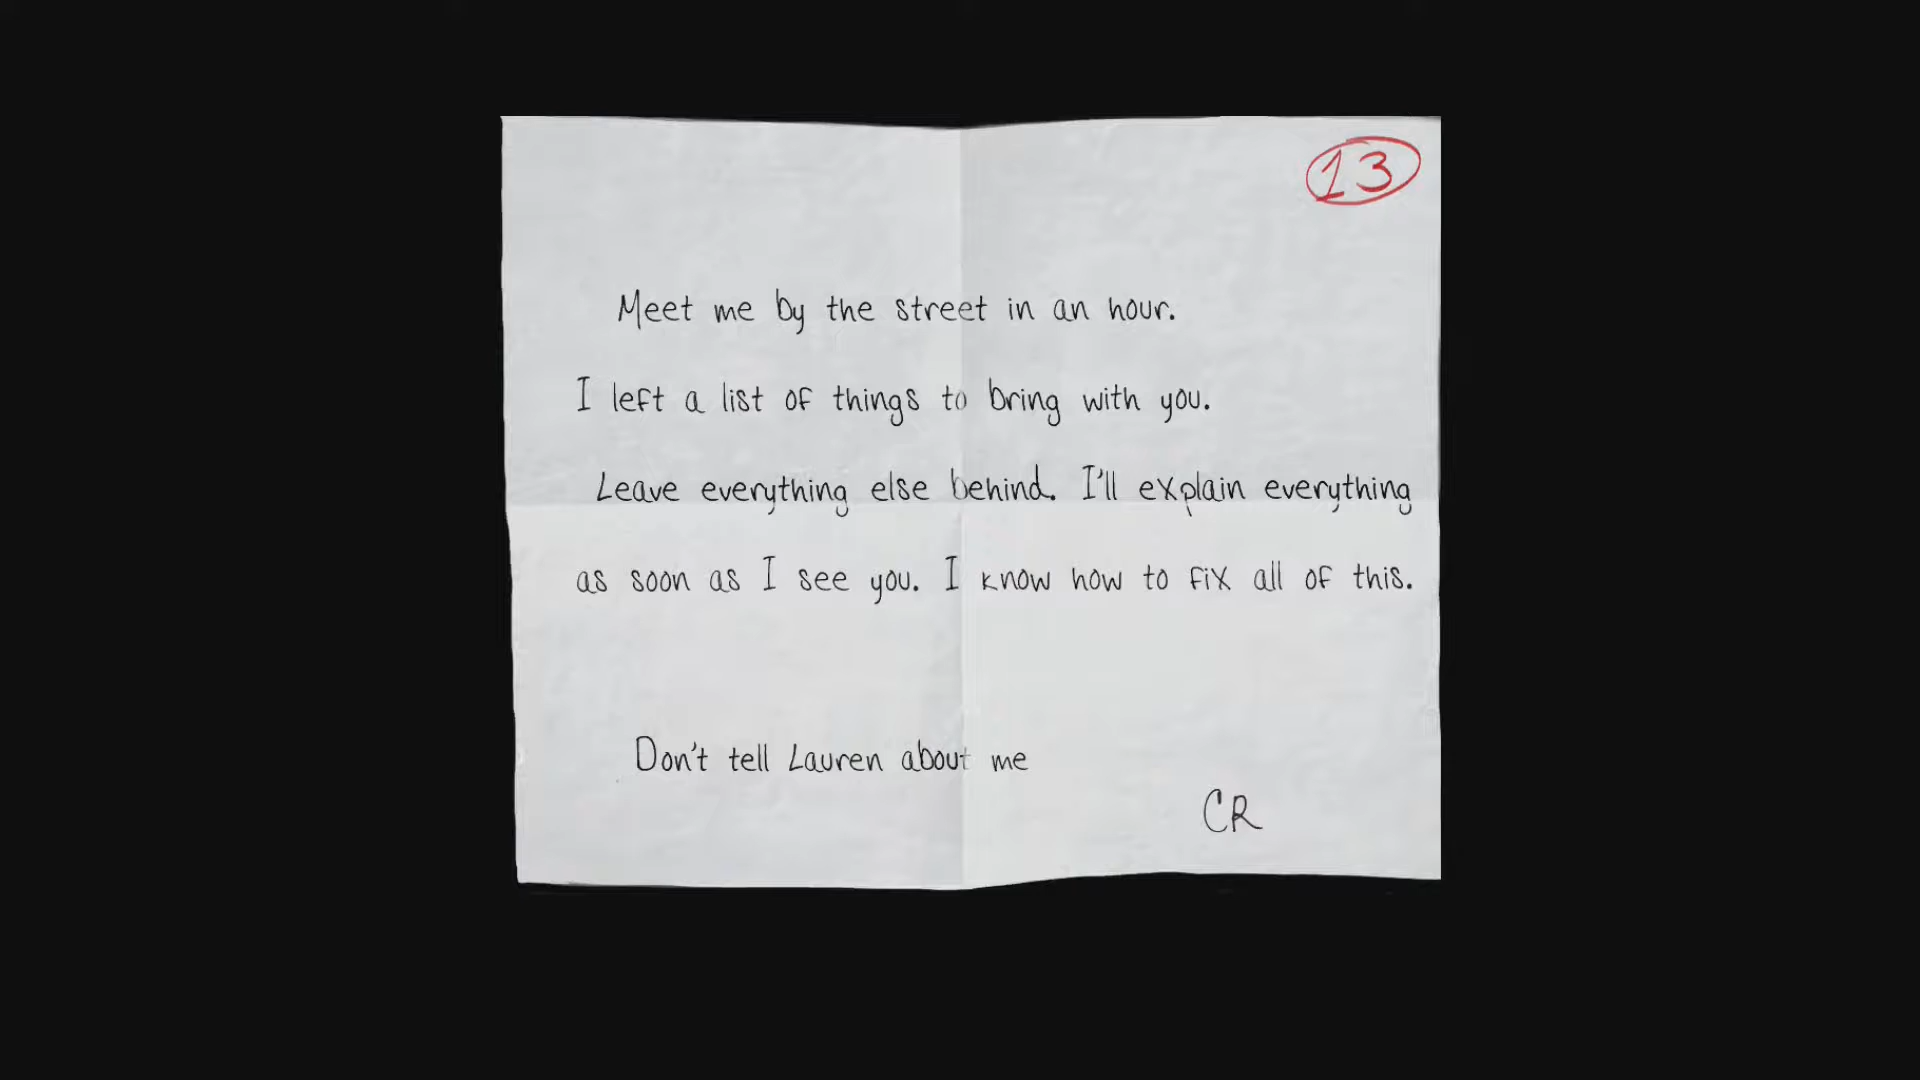 13
Meet me by the street in an hour.
I left a list of things to bring with you.
Leave everything else behind. I'll explain everything
as soon as I see you. I know how to fix all of this.
Don't tell Lauren about me
CR